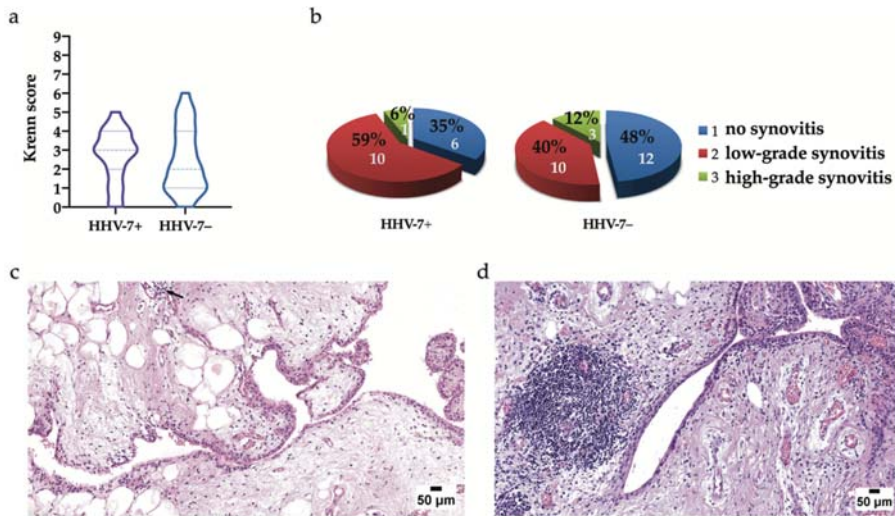 a
9
8
7
6
5
4
3
2
1
0
Krenn score
HHV-7+ HHV-7–
b
6%
1
35%
6
59%
10
HHV-7+
12%
3
48%
12
40%
10
HHV-7–
1 no synovitis
2 low-grade synovitis
3 high-grade synovitis
c
50 µm
d
50 µm